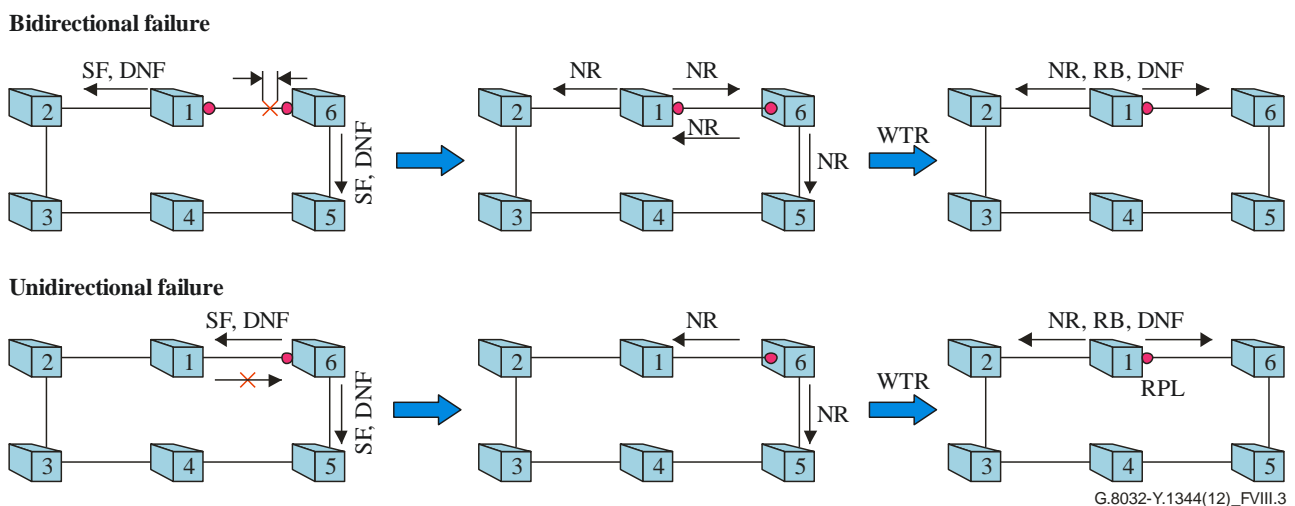 Bidirectional failure
SF, DNF
2
1
6
SF, DNF
3
4
5
NR
NR
2
1
6
NR
NR
3
4
5
WTR
NR, RB, DNF
2
1
6
3
4
5
Unidirectional failure
SF, DNF
2
1
6
SF, DNF
3
4
5
NR
2
1
6
NR
3
4
5
WTR
NR, RB, DNF
2
1
6
RPL
3
4
5
G.8032-Y.1344(12)_FVIII.3